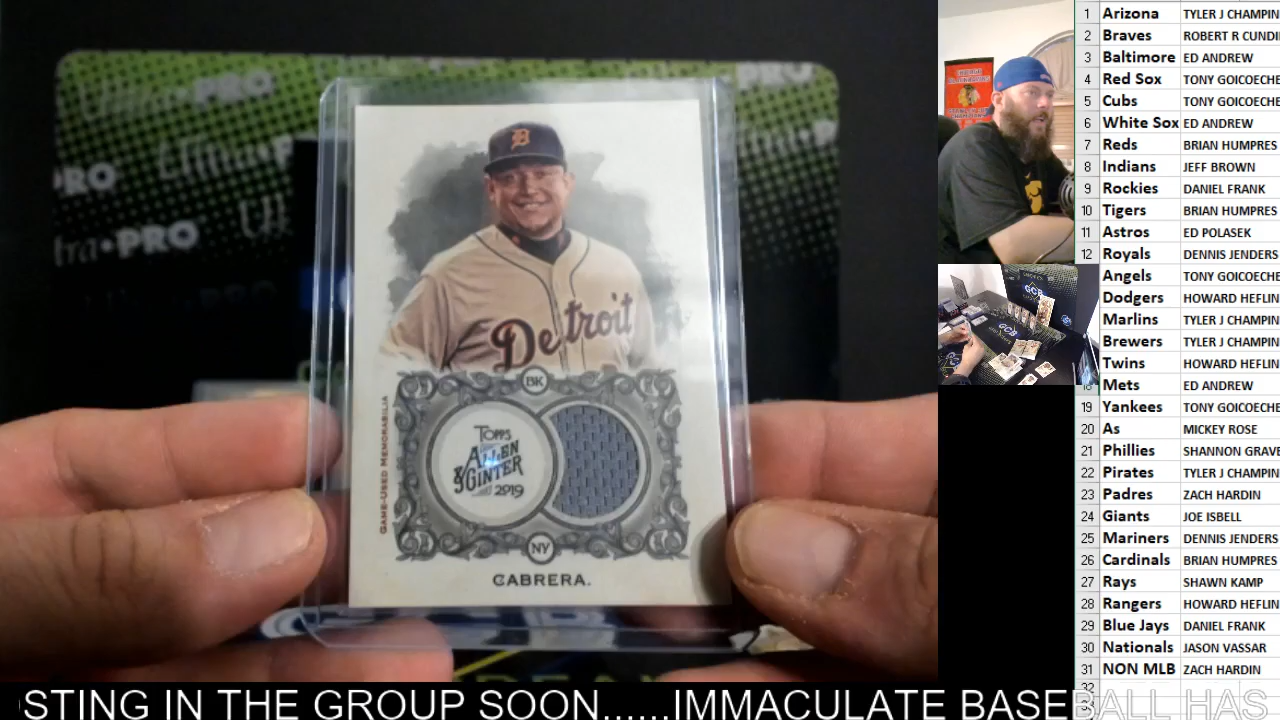 PRO
PRO
ra·PRO
D
Detroit
BK
GAME-USED MEMORABILIA
TOPPS
ALLEN
& GINTER
2019
NY
CABRERA.
GCB
GCB
1 Arizona TYLER J CHAMPIN
2 Braves ROBERT R CUNDI
3 Baltimore ED ANDREW
4 Red Sox TONY GOICOECHE
5 Cubs TONY GOICOECHE
6 White Sox ED ANDREW
7 Reds BRIAN HUMPRES
8 Indians JEFF BROWN
9 Rockies DANIEL FRANK
10 Tigers BRIAN HUMPRES
11 Astros ED POLASEK
12 Royals DENNIS JENDERS
Angels TONY GOICOECHE
Dodgers HOWARD HEFLIN
Marlins TYLER J CHAMPIN
Brewers TYLER J CHAMPIN
Twins HOWARD HEFLIN
Mets ED ANDREW
19 Yankees TONY GOICOECHE
20 As MICKEY ROSE
21 Phillies SHANNON GRAVE
22 Pirates TYLER J CHAMPIN
23 Padres ZACH HARDIN
24 Giants JOE ISBELL
25 Mariners DENNIS JENDERS
26 Cardinals BRIAN HUMPRES
27 Rays SHAWN KAMP
28 Rangers HOWARD HEFLIN
29 Blue Jays DANIEL FRANK
30 Nationals JASON VASSAR
31 NON MLB ZACH HARDIN
STING IN THE GROUP SOON...... IMMACULATE BASEBALL HAS